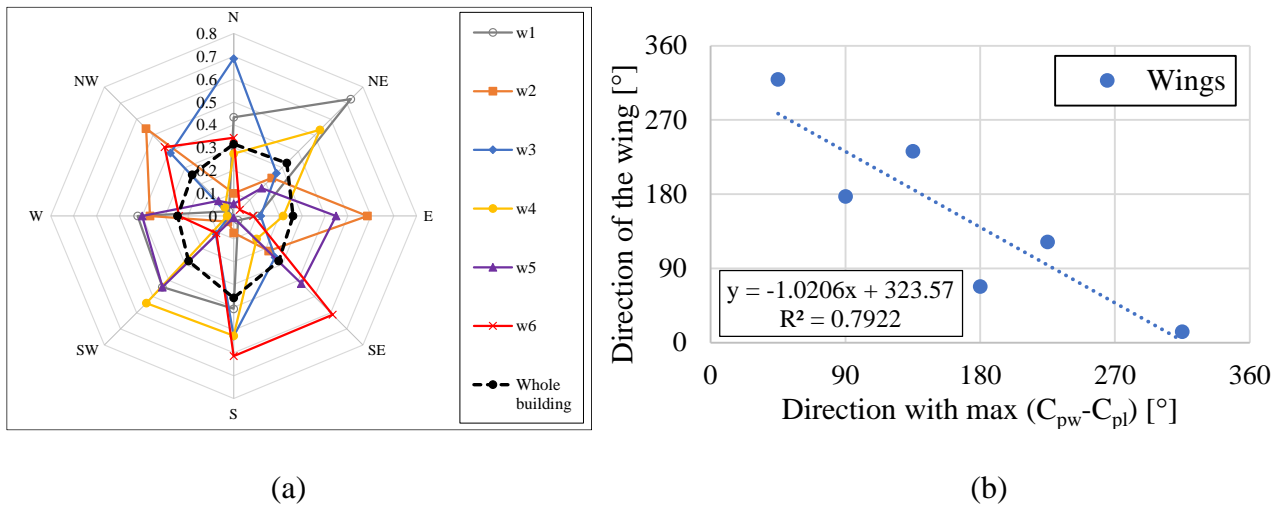 N
NE
E
SE
S
SW
W
NW
0.8
0.7
0.6
0.5
0.4
0.3
0.2
0.1
0
w1
w2
w3
w4
w5
w6
Whole
building
(a)
Direction of the wing [°]
360
270
180
90
0
Wings
y = -1.0206x + 323.57
R² = 0.7922
0 90 180 270 360
Direction with max (Cpw-Cpl) [°]
(b)